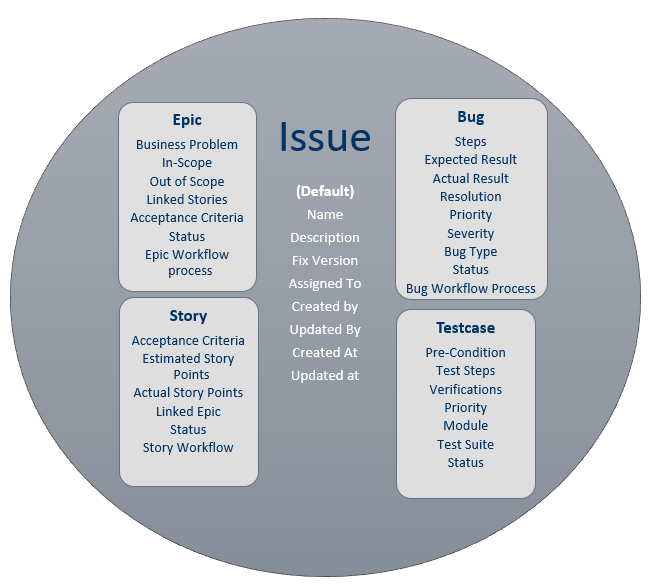 Issue
(Default)
Name
Description
Fix Version
Assigned To
Created by
Updated By
Created At
Updated at
Epic
Business Problem
In-Scope
Out of Scope
Linked Stories
Acceptance Criteria
Status
Epic Workflow
process
Story
Acceptance Criteria
Estimated Story
Points
Actual Story Points
Linked Epic
Status
Story Workflow
Bug
Steps
Expected Result
Actual Result
Resolution
Priority
Severity
Bug Type
Status
Bug Workflow Process
Testcase
Pre-Condition
Test Steps
Verifications
Priority
Module
Test Suite
Status